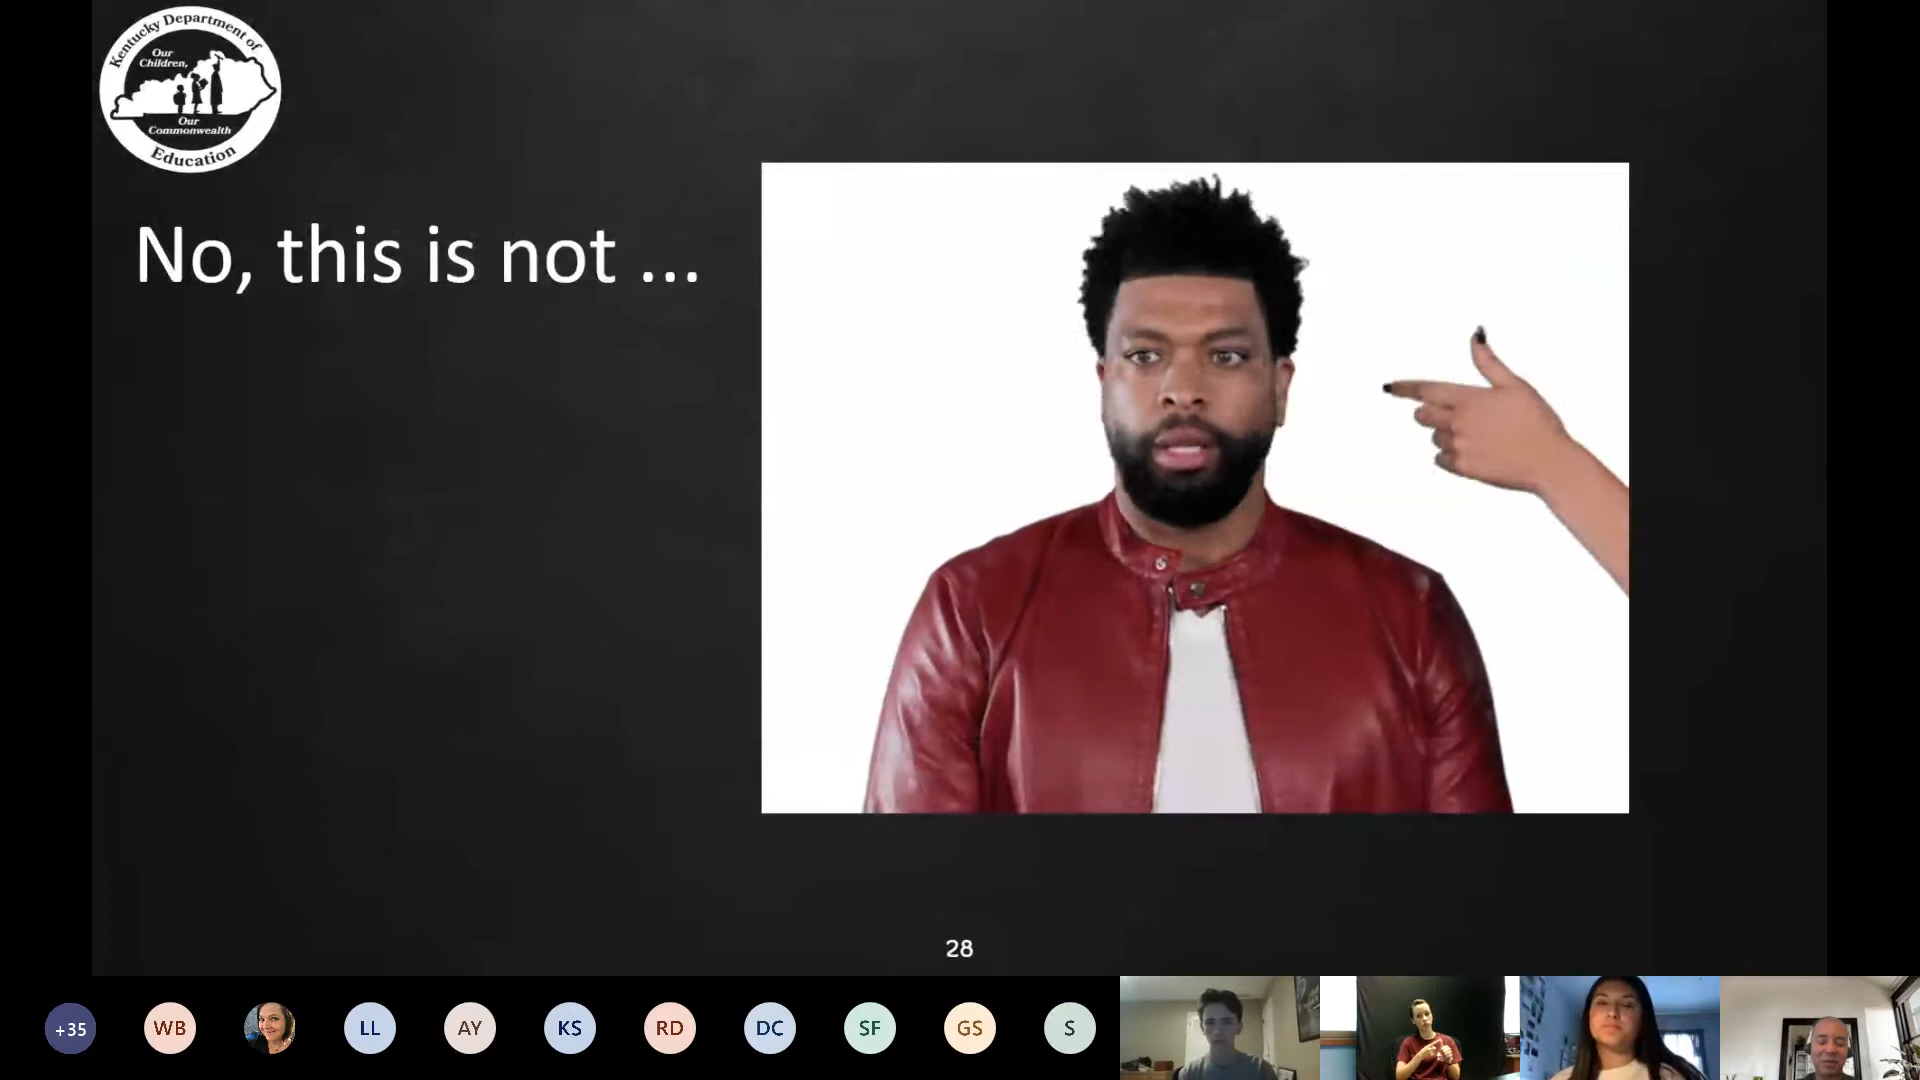 Kentucky Department of
Our
Children,
Our
Commonwealth
Education
No, this is not ...
28
+35
WB
LL
AY
KS
RD
DC
SF
GS
S